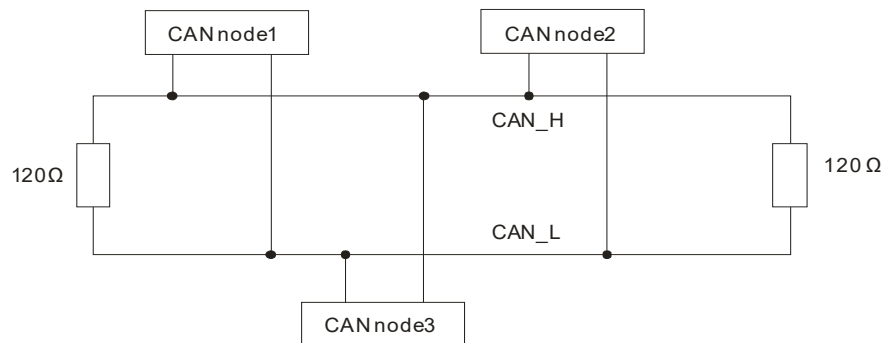 CAN node1
CAN node2
CAN_H
120Ω
120 Ω
CAN_L
CAN node3